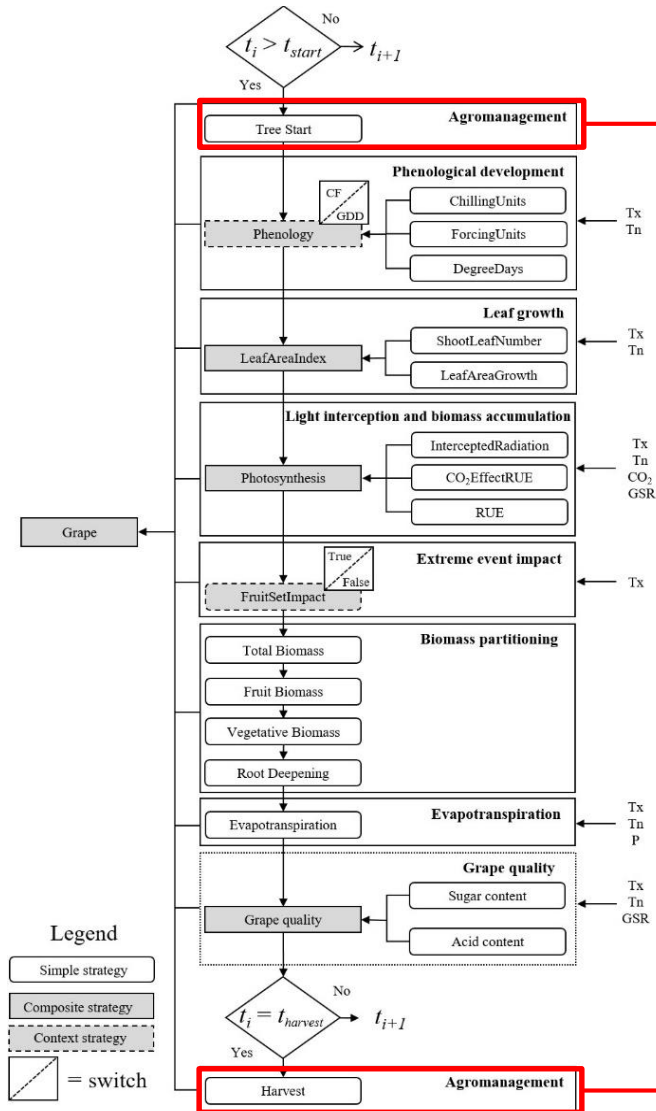 No
t_i > t_start
t_{i+1}
Yes
Agromanagement
Tree Start
Phenological development
CF
GDD
ChillingUnits
Phenology
ForcingUnits
DegreeDays
Tx
Tn
Leaf growth
ShootLeafNumber
LeafAreaIndex
LeafAreaGrowth
Tx
Tn
Light interception and biomass accumulation
InterceptedRadiation
Photosynthesis
CO₂EffectRUE
RUE
Tx
Tn
CO₂
GSR
Grape
Extreme event impact
True
False
FruitSetImpact
Tx
Biomass partitioning
Total Biomass
Fruit Biomass
Vegetative Biomass
Root Deepening
Evapotranspiration
Evapotranspiration
Tx
Tn
P
Grape quality
Sugar content
Grape quality
Acid content
Tx
Tn
GSR
Legend
Simple strategy
Composite strategy
Context strategy
= switch
No
t_i = t_harvest
t_{i+1}
Yes
Agromanagement
Harvest